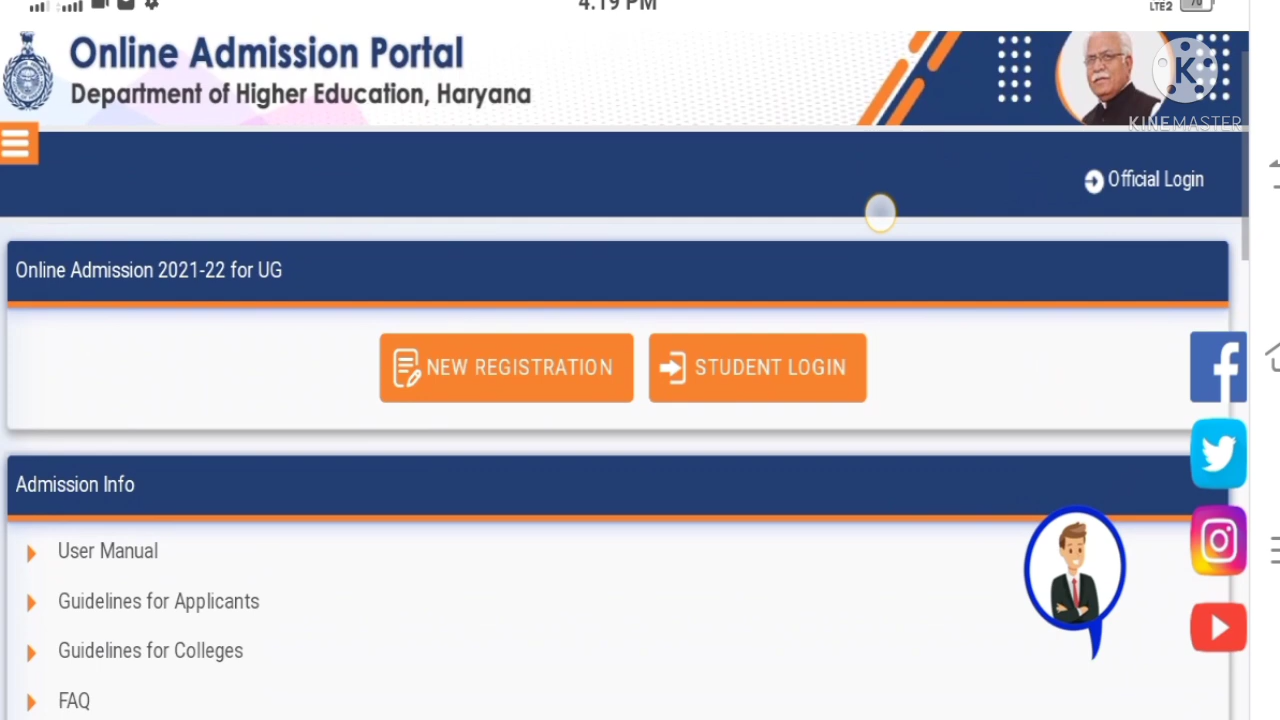 4:19 PM
LTE2
70
Online Admission Portal
Department of Higher Education, Haryana
K
KINEMASTER
Official Login
Online Admission 2021-22 for UG
NEW REGISTRATION
STUDENT LOGIN
Admission Info
User Manual
Guidelines for Applicants
Guidelines for Colleges
FAQ